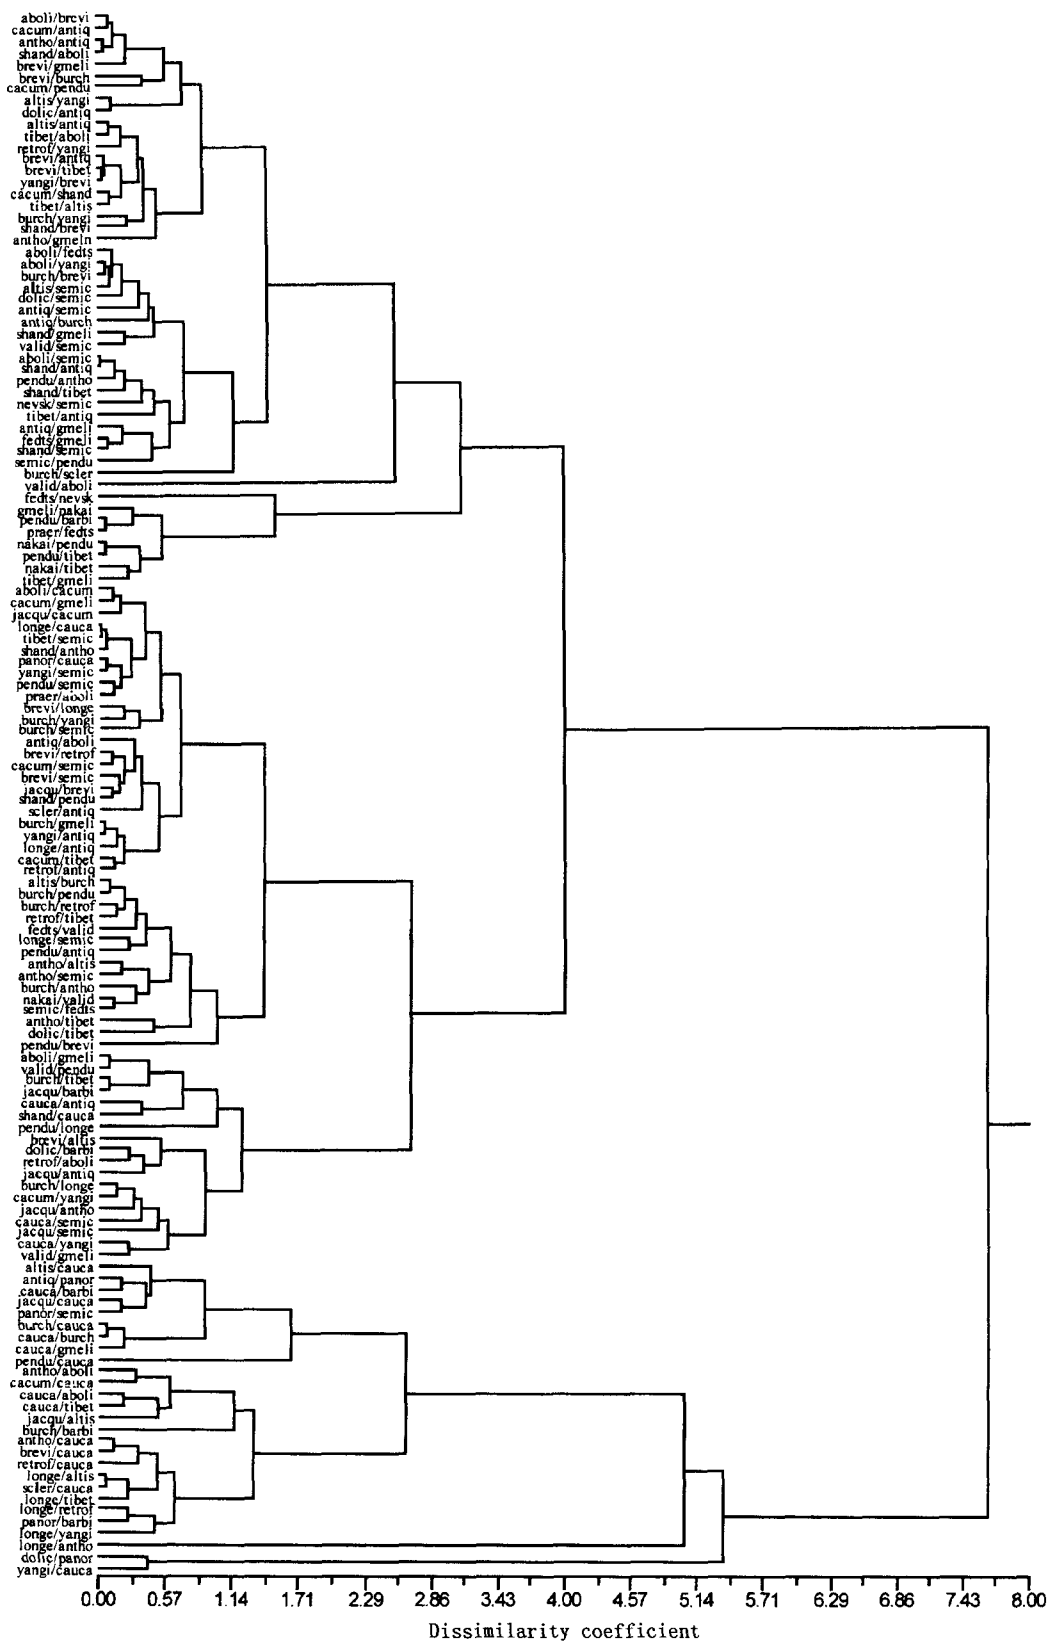 aboli/brevi
cacum/antiq
antho/antiq
shand/aboli
brevi/gmeli
brevi/burch
cacum/pendu
altis/yangi
dolic/antiq
altis/antiq
tibet/aboli
retrof/yangi
brevi/antiq
brevi/tibet
yangi/brevi
cacum/shand
tibet/altis
burch/yangi
shand/brevi
antho/gmeln
aboli/fedts
aboli/yangi
burch/brevi
altis/semic
dolic/semic
antiq/semic
antiq/burch
shand/gmeli
valid/semic
aboli/semic
shand/antiq
pendu/antho
shand/tibet
nevsk/semic
tibet/antiq
antiq/gmeli
fedts/gmeli
shand/semic
semic/pendu
burch/scler
valid/aboli
fedts/nevsk
gmeli/nakai
pendu/barbi
praer/fedts
nakai/pendu
pendu/tibet
nakai/tibet
tibet/gmeli
aboli/cacum
cacum/gmeli
jacqu/cacum
longe/cauca
tibet/semic
shand/antho
panor/cauca
yangi/semic
pendu/semic
praer/aboli
brevi/longe
burch/yangi
burch/semic
antiq/aboli
brevi/retrof
cacum/semic
brevi/semic
jacqu/brevi
shand/pendu
scler/antiq
burch/gmeli
yangi/antiq
longe/antiq
cacum/tibet
retrof/antiq
altis/burch
burch/pendu
burch/retrof
retrof/tibet
fedts/valid
longe/semic
pendu/antiq
antho/altis
antho/semic
burch/antho
nakai/valid
semic/fedts
antho/tibet
dolic/tibet
pendu/brevi
aboli/gmeli
valid/pendu
burch/tibet
jacqu/barbi
cauca/antiq
shand/cauca
pendu/longe
brevi/altis
dolic/barbi
retrof/aboli
jacqu/antiq
burch/longe
cacum/yangi
jacqu/antho
cauca/semic
jacqu/semic
cauca/yangi
valid/gmeli
altis/cauca
antiq/panor
cauca/barbi
jacqu/cauca
panor/semic
burch/cauca
cauca/burch
cauca/gmeli
pendu/cauca
antho/aboli
cacum/cauca
cauca/aboli
cauca/tibet
jacqu/altis
burch/barbi
antho/cauca
brevi/cauca
retrof/cauca
longe/altis
scler/cauca
longe/tibet
longe/retrof
panor/barbi
longe/yangi
longe/antho
dolic/panor
yangi/cauca
0.00 0.57 1.14 1.71 2.29 2.86 3.43 4.00 4.57 5.14 5.71 6.29 6.86 7.43 8.00
Dissimilarity coefficient